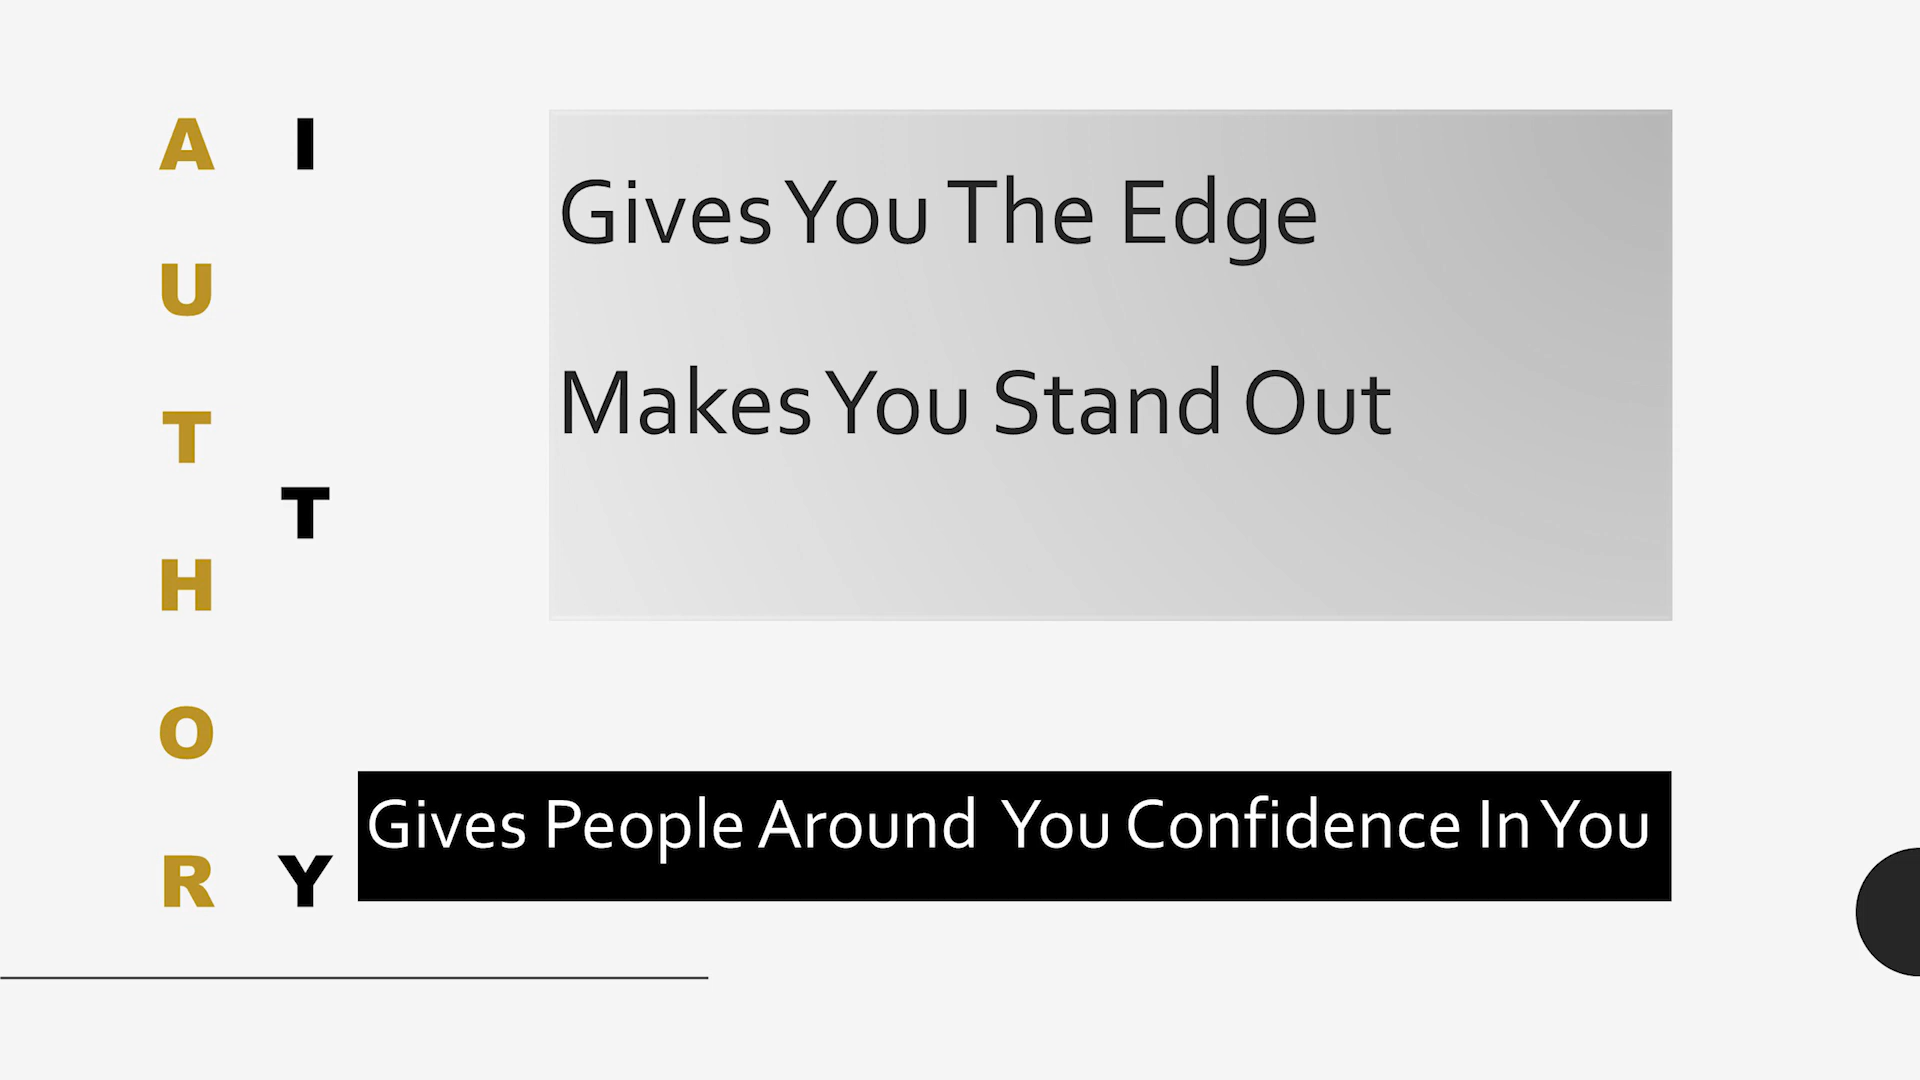 A
U
T
H
O
R
I
T
Y
Gives You The Edge
Makes You Stand Out
Gives People Around  You Confidence In You